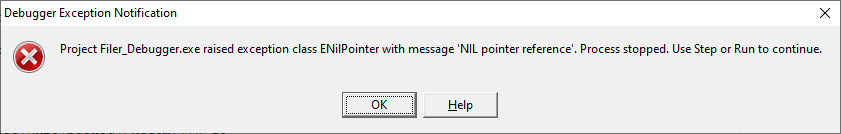 Debugger Exception Notification
Project Filer_Debugger.exe raised exception class ENilPointer with message 'NIL pointer reference'. Process stopped. Use Step or Run to continue.
OK
Help